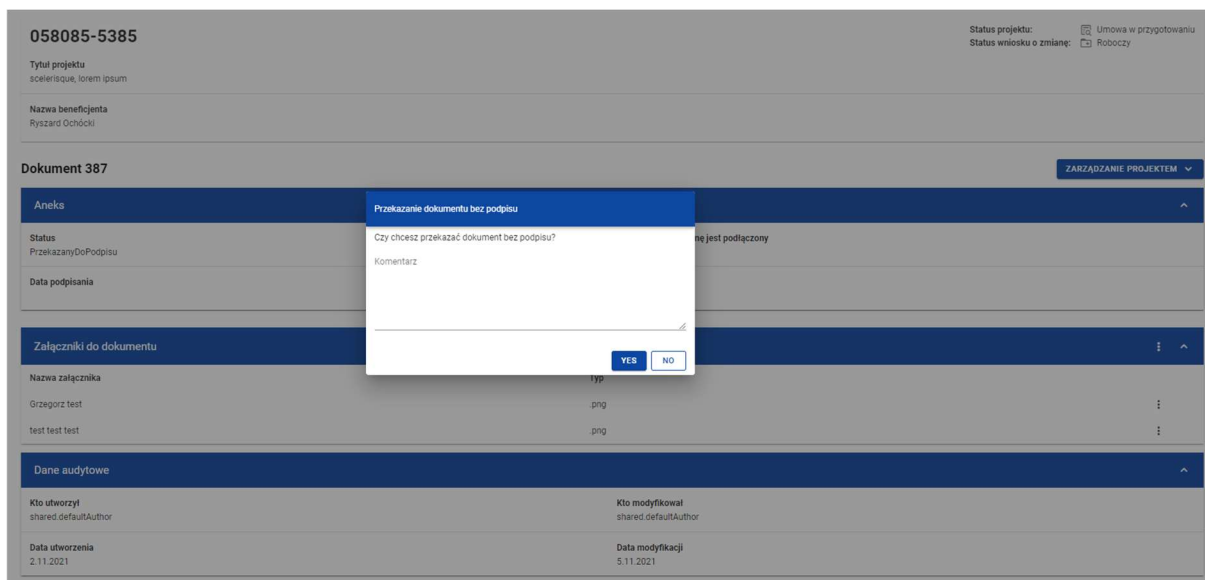 058085-5385
Status projektu: Umowa w przygotowaniu
Status wniosku o zmianę: Roboczy
Tytuł projektu
scelerisque, lorem ipsum
Nazwa beneficjenta
Ryszard Ochócki
Dokument 387
ZARZĄDZANIE PROJEKTEM
Aneks
Przekazanie dokumentu bez podpisu
Czy chcesz przekazać dokument bez podpisu?
Komentarz
YES NO
Status
PrzekazanyDoPodpisu
nę jest podłączony
Data podpisania
Załączniki do dokumentu
Nazwa załącznika Typ
Grzegorz test .png
test test test .png
Dane audytowe
Kto utworzył Kto modyfikował
shared.defaultAuthor shared.defaultAuthor
Data utworzenia Data modyfikacji
2.11.2021 5.11.2021